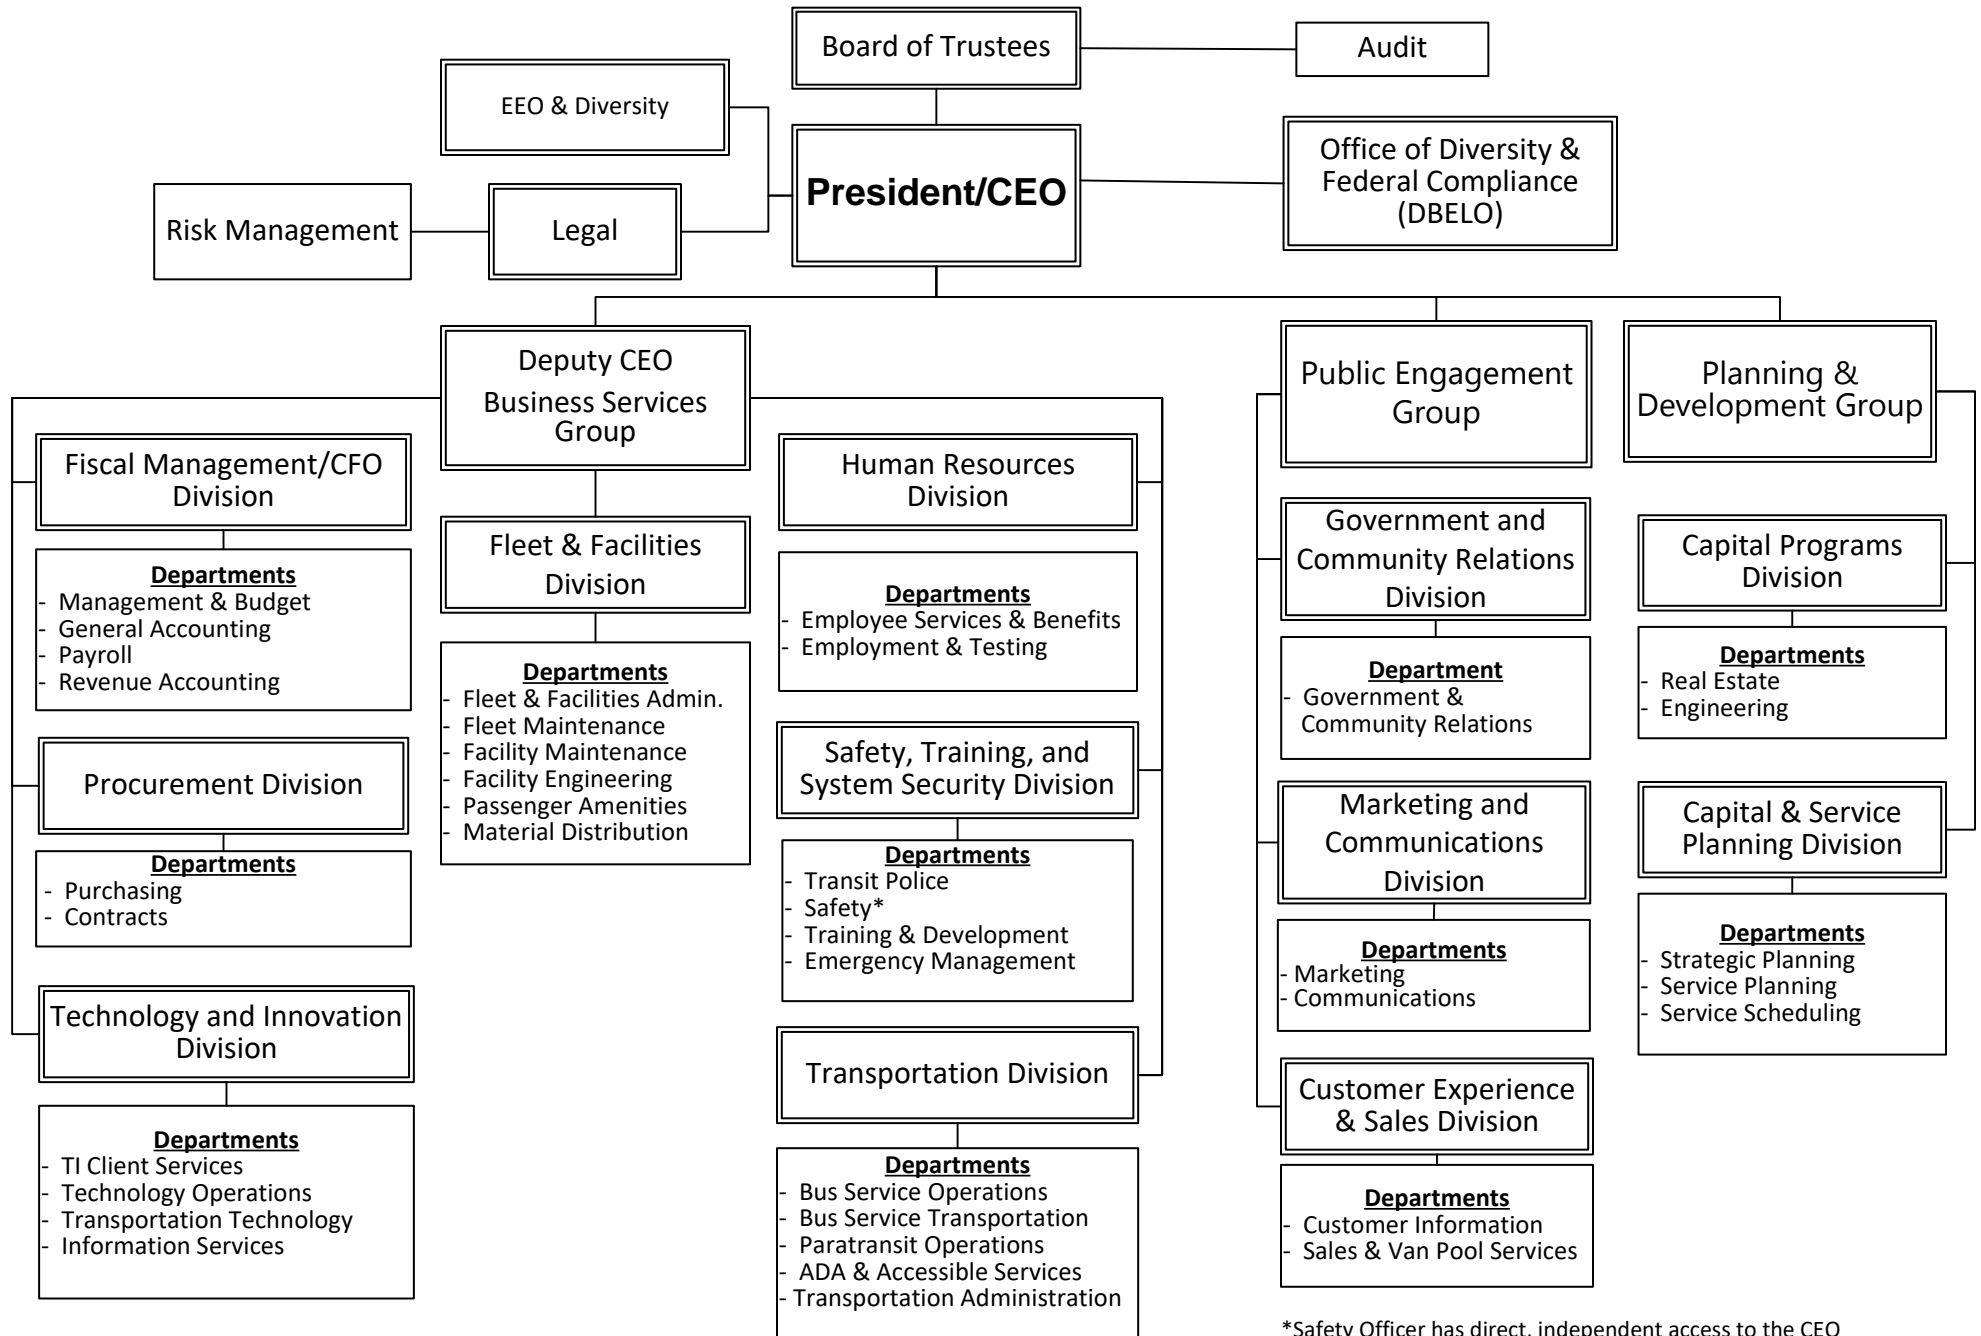 Board of Trustees
Audit
EEO & Diversity
President/CEO
Office of Diversity &
Federal Compliance
(DBELO)
Risk Management
Legal
Deputy CEO
Business Services
Group
Public Engagement
Group
Planning &
Development Group
Fiscal Management/CFO
Division
Departments
- Management & Budget
- General Accounting
- Payroll
- Revenue Accounting
Procurement Division
Departments
- Purchasing
- Contracts
Technology and Innovation
Division
Departments
- TI Client Services
- Technology Operations
- Transportation Technology
- Information Services
Fleet & Facilities
Division
Departments
- Fleet & Facilities Admin.
- Fleet Maintenance
- Facility Maintenance
- Facility Engineering
- Passenger Amenities
- Material Distribution
Human Resources
Division
Departments
- Employee Services & Benefits
- Employment & Testing
Safety, Training, and
System Security Division
Departments
- Transit Police
- Safety*
- Training & Development
- Emergency Management
Transportation Division
Departments
- Bus Service Operations
- Bus Service Transportation
- Paratransit Operations
- ADA & Accessible Services
- Transportation Administration
Government and
Community Relations
Division
Department
- Government &
Community Relations
Marketing and
Communications
Division
Departments
- Marketing
- Communications
Customer Experience
& Sales Division
Departments
- Customer Information
- Sales & Van Pool Services
Capital Programs
Division
Departments
- Real Estate
- Engineering
Capital & Service
Planning Division
Departments
- Strategic Planning
- Service Planning
- Service Scheduling
*Safety Officer has direct, independent access to the CEO